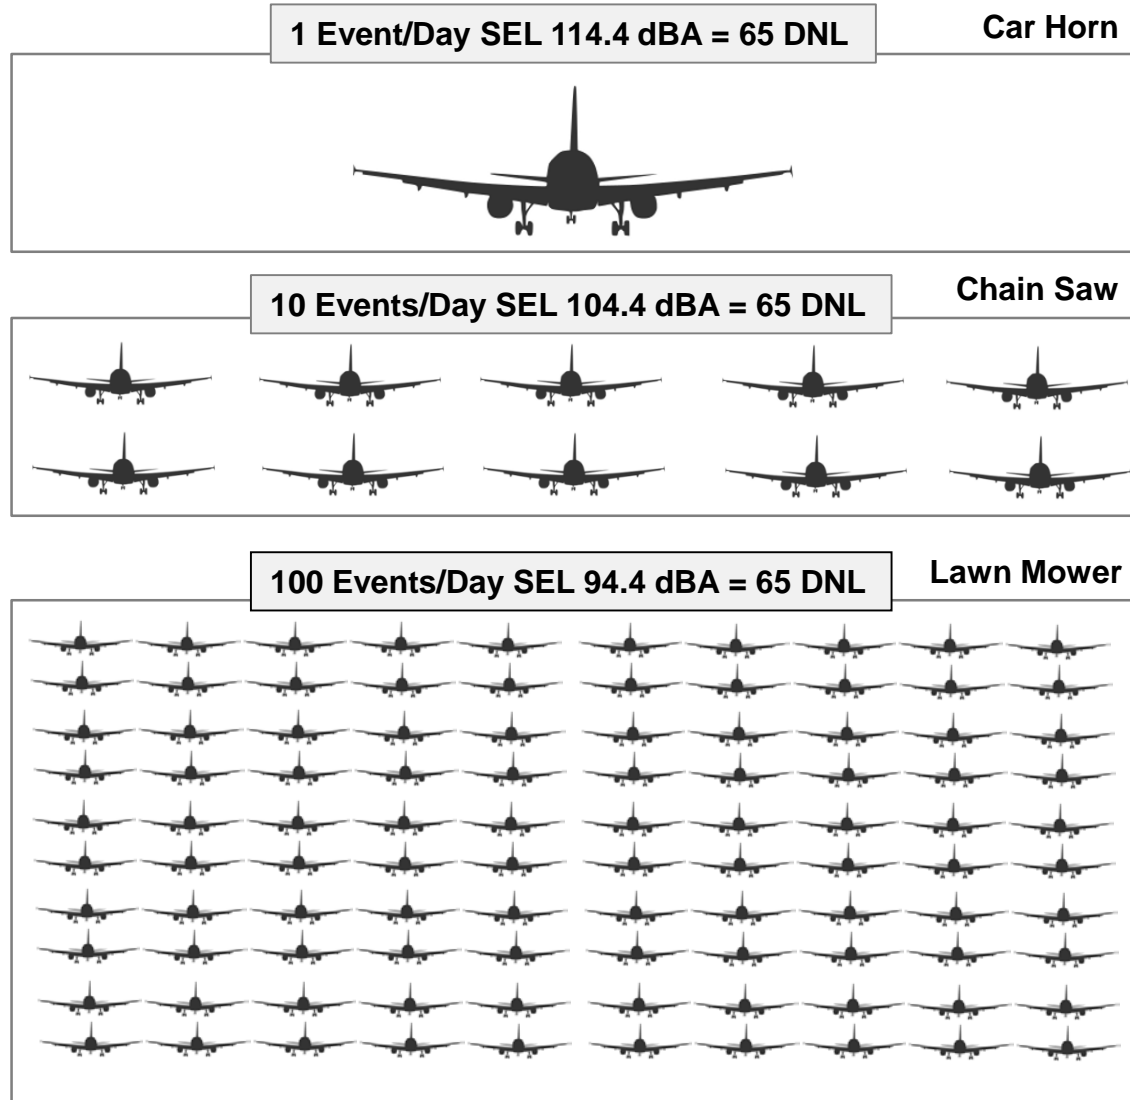 1 Event/Day SEL 114.4 dBA = 65 DNL
Car Horn
10 Events/Day SEL 104.4 dBA = 65 DNL
Chain Saw
100 Events/Day SEL 94.4 dBA = 65 DNL
Lawn Mower